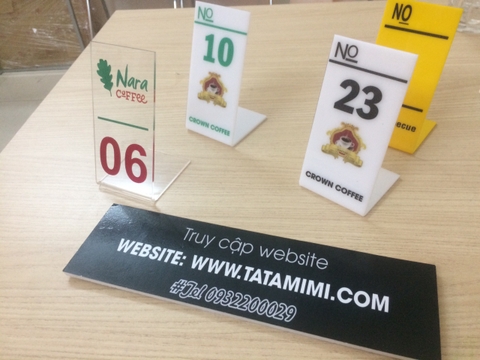 Nara
COFFEE
06
NO
10
CROWN COFFEE
NO
23
CROWN COFFEE
NO
ecue
Truy cập website
WEBSITE: WWW.TATAMIMI.COM
#Tel 0932200029